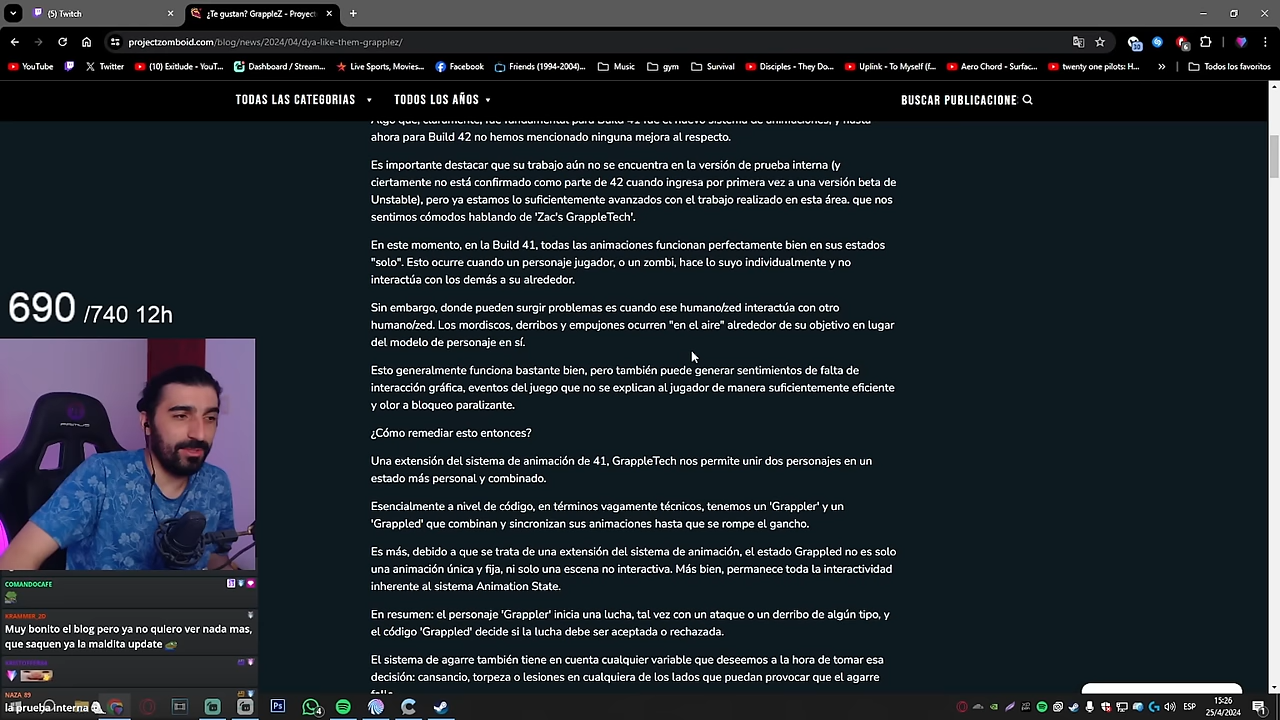 (5) Twitch
¿Te gustan? GrappleZ - Proyec
projectzomboid.com/blog/news/2024/04/dya-like-them-grapplez/
YouTube
Twitter
(10) Exitlude - YouT...
Dashboard / Stream...
Live Sports, Movies...
Facebook
Friends (1994-2004)...
Music
gym
Survival
Disciples - They Do...
Uplink - To Myself (f...
Aero Chord - Surfac...
twenty one pilots: H...
Todos los favoritos
TODAS LAS CATEGORIAS
TODOS LOS AÑOS
BUSCAR PUBLICACIONE
Algo que, claramente, fue fundamental para Build 41 fue el nuevo sistema de animaciones, y hasta
ahora para Build 42 no hemos mencionado ninguna mejora al respecto.
Es importante destacar que su trabajo aún no se encuentra en la versión de prueba interna (y
ciertamente no está confirmado como parte de 42 cuando ingresa por primera vez a una versión beta de
Unstable), pero ya estamos lo suficientemente avanzados con el trabajo realizado en esta área. que nos
sentimos cómodos hablando de 'Zac's GrappleTech'.
En este momento, en la Build 41, todas las animaciones funcionan perfectamente bien en sus estados
"solo". Esto ocurre cuando un personaje jugador, o un zombi, hace lo suyo individualmente y no
interactúa con los demás a su alrededor.
Sin embargo, donde pueden surgir problemas es cuando ese humano/zed interactúa con otro
humano/zed. Los mordiscos, derribos y empujones ocurren "en el aire" alrededor de su objetivo en lugar
del modelo de personaje en sí.
Esto generalmente funciona bastante bien, pero también puede generar sentimientos de falta de
interacción gráfica, eventos del juego que no se explican al jugador de manera suficientemente eficiente
y olor a bloqueo paralizante.
¿Cómo remediar esto entonces?
Una extensión del sistema de animación de 41, GrappleTech nos permite unir dos personajes en un
estado más personal y combinado.
Esencialmente a nivel de código, en términos vagamente técnicos, tenemos un 'Grappler' y un
'Grappled' que combinan y sincronizan sus animaciones hasta que se rompe el gancho.
Es más, debido a que se trata de una extensión del sistema de animación, el estado Grappled no es solo
una animación única y fija, ni solo una escena no interactiva. Más bien, permanece toda la interactividad
inherente al sistema Animation State.
En resumen: el personaje 'Grappler' inicia una lucha, tal vez con un ataque o un derribo de algún tipo, y
el código 'Grappled' decide si la lucha debe ser aceptada o rechazada.
El sistema de agarre también tiene en cuenta cualquier variable que deseemos a la hora de tomar esa
decisión: cansancio, torpeza o lesiones en cualquiera de los lados que puedan provocar que el agarre
690 /740 12h
COMANDOCAFE
KRAMMER_2D
Muy bonito el blog pero ya no quiero ver nada mas,
que saquen ya la maldita update
NAZA_89
la prueba interna
ESP
15:26
25/4/2024